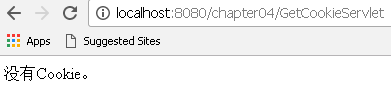 localhost:8080/chapter04/GetCookieServlet
Apps Suggested Sites
没有Cookie。